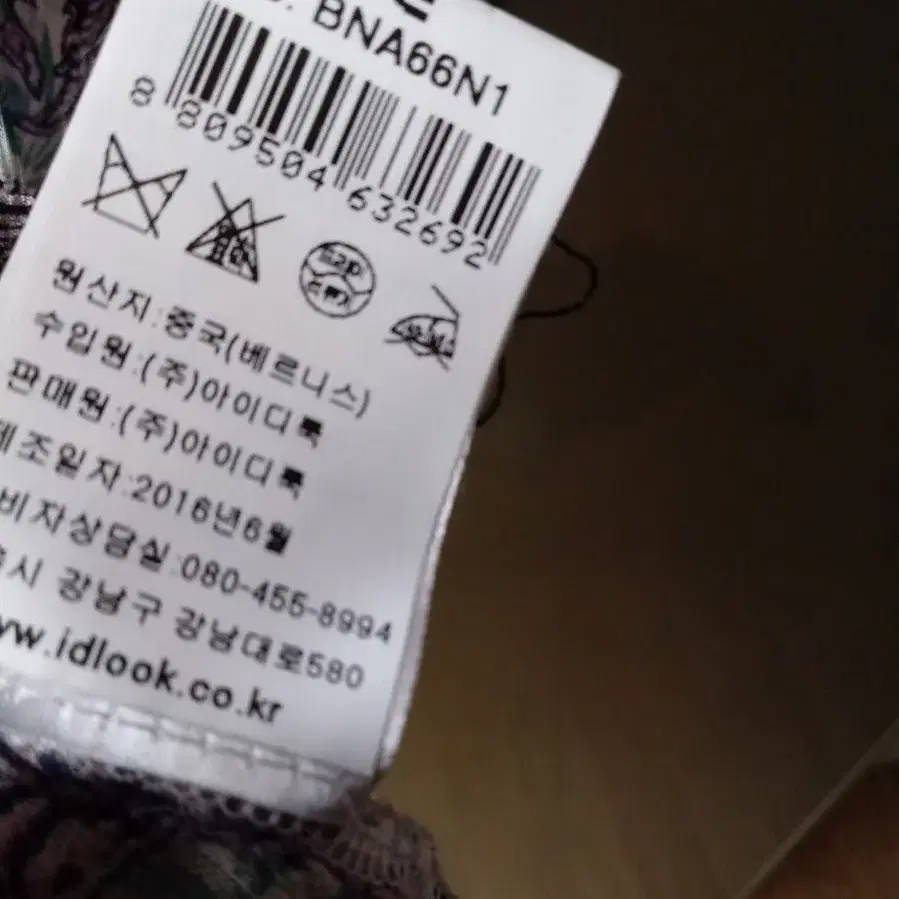 BNA66N1
8 809504 632692
원산지:중국(베르니스)
수입원:(주)아이디룩
판매원:(주)아이디룩
제조일자:2016년6월
비자상담실:080-455-8994
시 강남구 강남대로580
w.idlook.co.kr